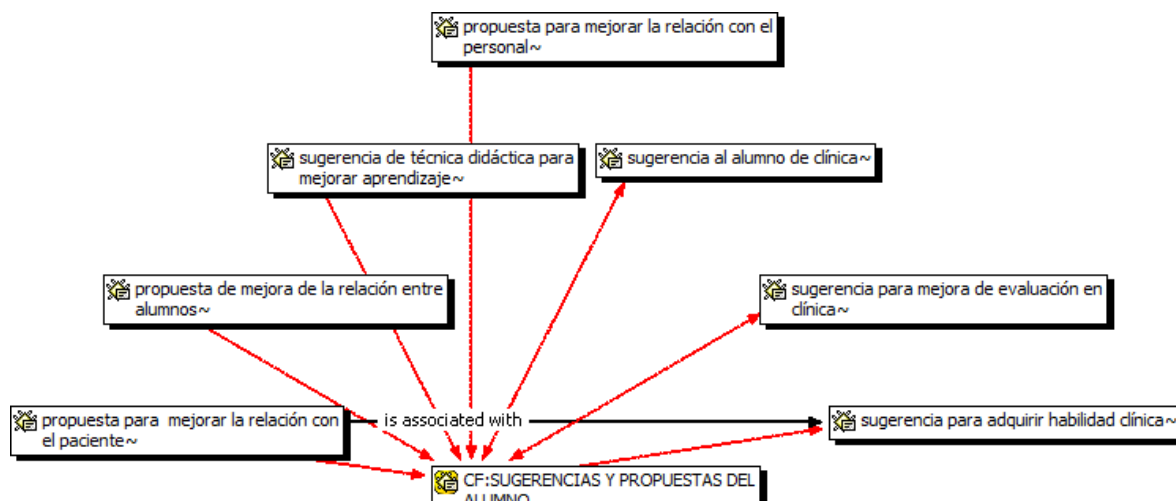 propuesta para mejorar la relación con el
personal~
sugerencia de técnica didáctica para
mejorar aprendizaje~
sugerencia al alumno de clínica~
propuesta de mejora de la relación entre
alumnos~
sugerencia para mejora de evaluación en
clínica~
propuesta para  mejorar la relación con
el paciente~
is associated with
sugerencia para adquirir habilidad clínica~
CF:SUGERENCIAS Y PROPUESTAS DEL
ALUMNO